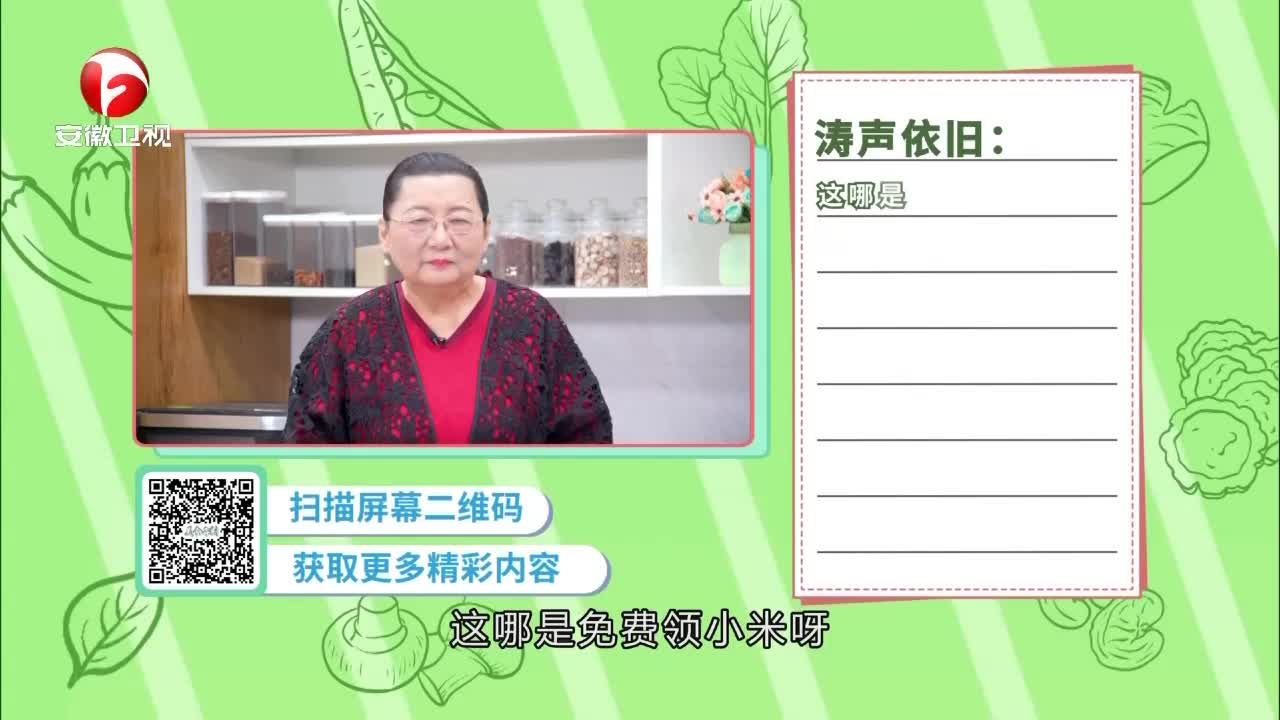 安徽卫视
涛声依旧：
这哪是
扫描屏幕二维码
获取更多精彩内容
这哪是免费领小米呀